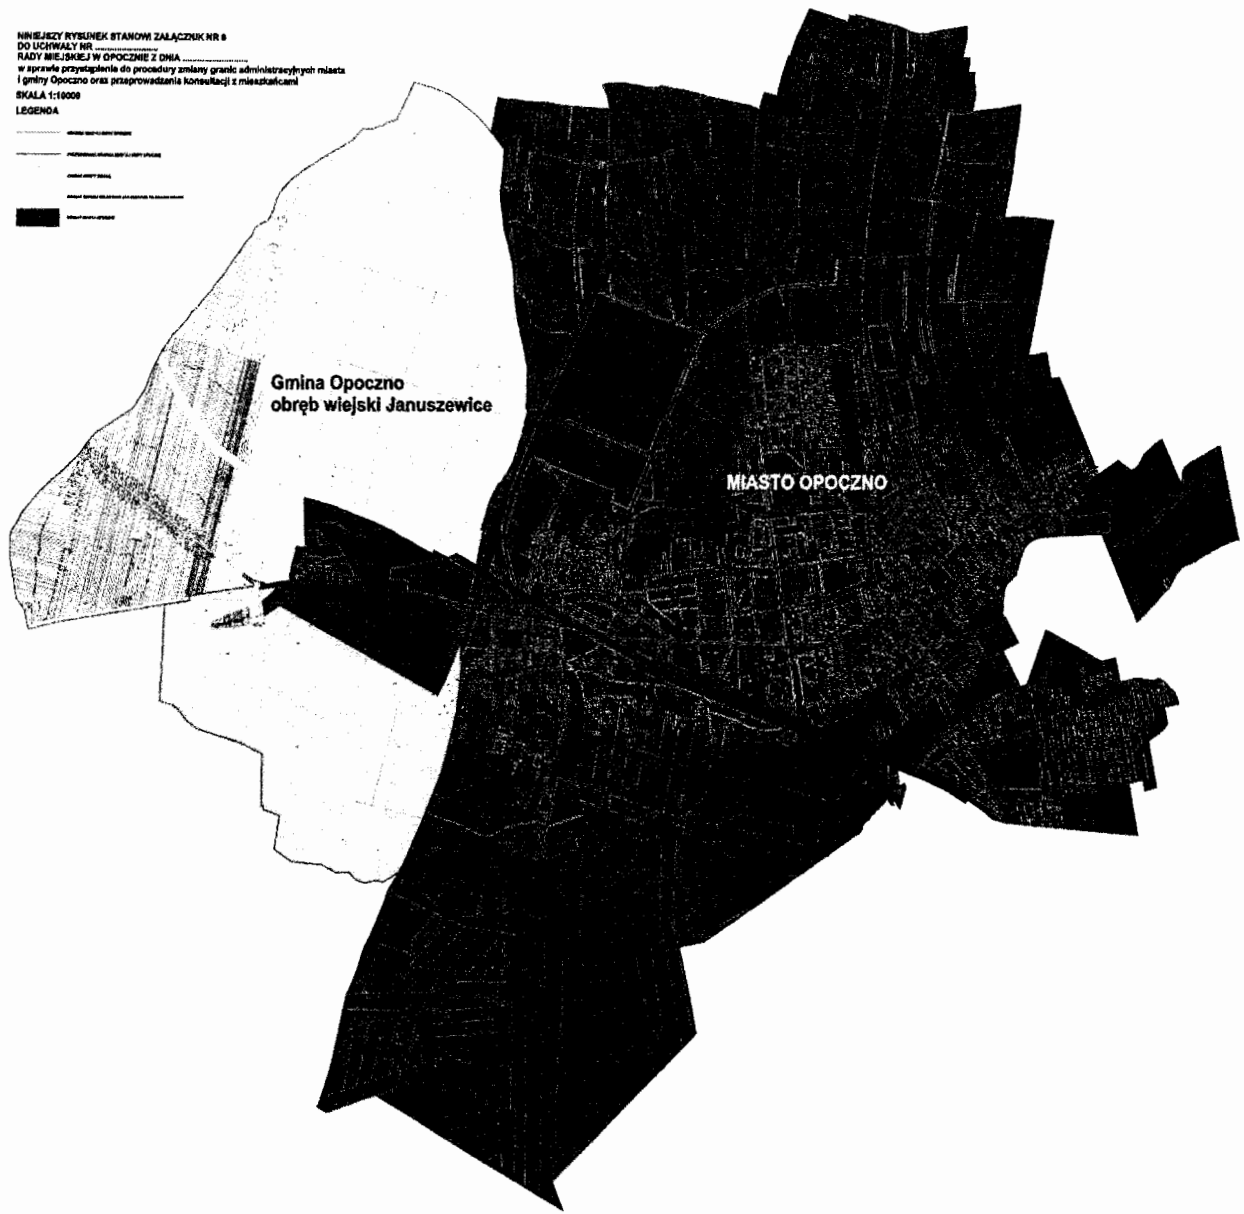 NINIEJSZY RYSUNEK STANOWI ZAŁĄCZNIK NR 8
DO UCHWAŁY NR ........................
RADY MIEJSKIEJ W OPOCZNIE Z DNIA ........................
w sprawie przystąpienia do procedury zmiany granic administracyjnych miasta
i gminy Opoczno oraz przeprowadzenia konsultacji z mieszkańcami
SKALA 1:10000
LEGENDA
Gmina Opoczno
obręb wiejski Januszewice
MIASTO OPOCZNO